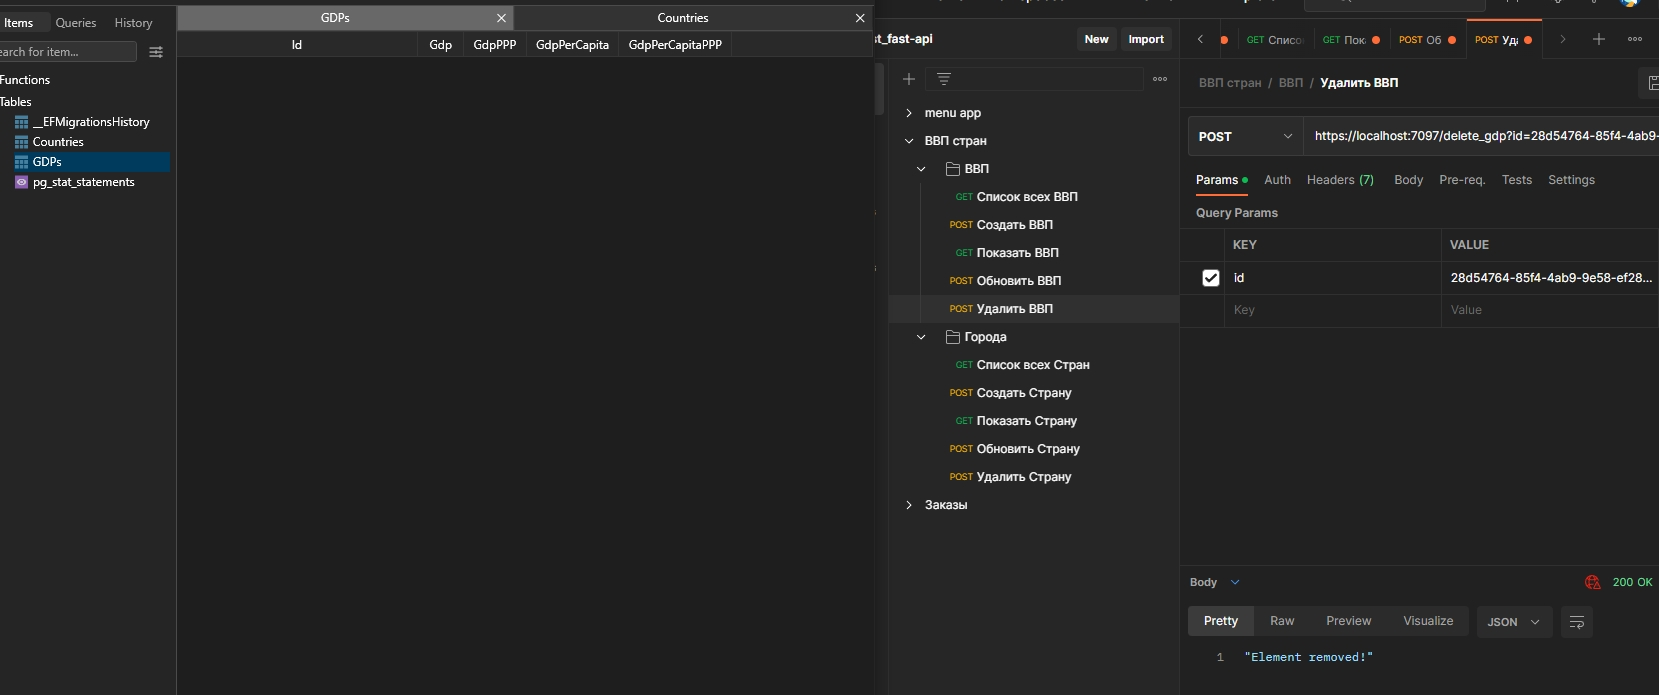 Items Queries History
earch for item...
Functions
Tables
__EFMigrationsHistory
Countries
GDPs
pg_stat_statements
GDPs
Countries
Id Gdp GdpPPP GdpPerCapita GdpPerCapitaPPP
t_fast-api
New Import
menu app
ВВП стран
ВВП
GET Список всех ВВП
POST Создать ВВП
GET Показать ВВП
POST Обновить ВВП
POST Удалить ВВП
Города
GET Список всех Стран
POST Создать Страну
GET Показать Страну
POST Обновить Страну
POST Удалить Страну
Заказы
GET Списо GET Пок POST Об POST Уд
ВВП стран / ВВП / Удалить ВВП
POST https://localhost:7097/delete_gdp?id=28d54764-85f4-4ab9-
Params Auth Headers (7) Body Pre-req. Tests Settings
Query Params
KEY VALUE
id 28d54764-85f4-4ab9-9e58-ef28...
Key Value
Body 200 OK
Pretty Raw Preview Visualize JSON
1 "Element removed!"